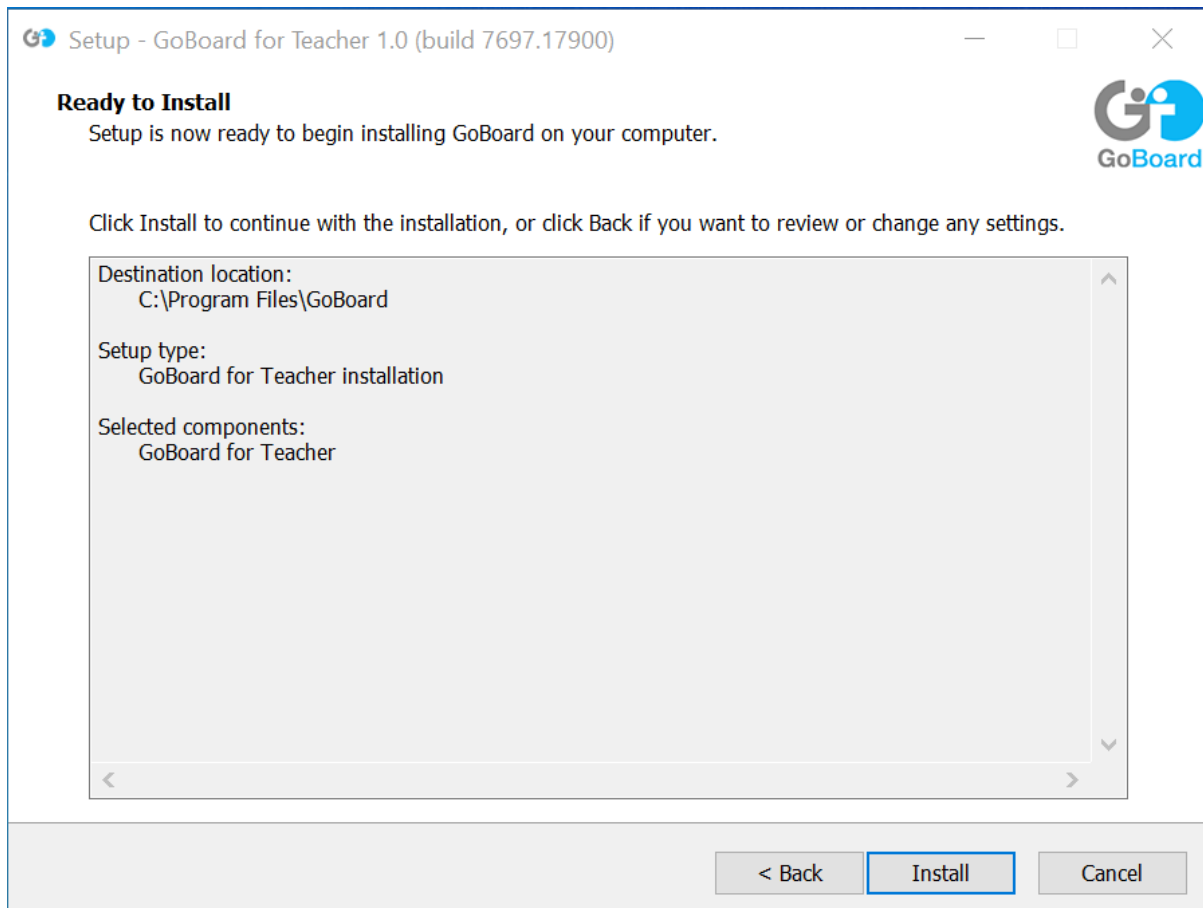 Setup - GoBoard for Teacher 1.0 (build 7697.17900)
Ready to Install
Setup is now ready to begin installing GoBoard on your computer.
GoBoard
Click Install to continue with the installation, or click Back if you want to review or change any settings.
Destination location:
C:\Program Files\GoBoard
Setup type:
GoBoard for Teacher installation
Selected components:
GoBoard for Teacher
< Back
Install
Cancel